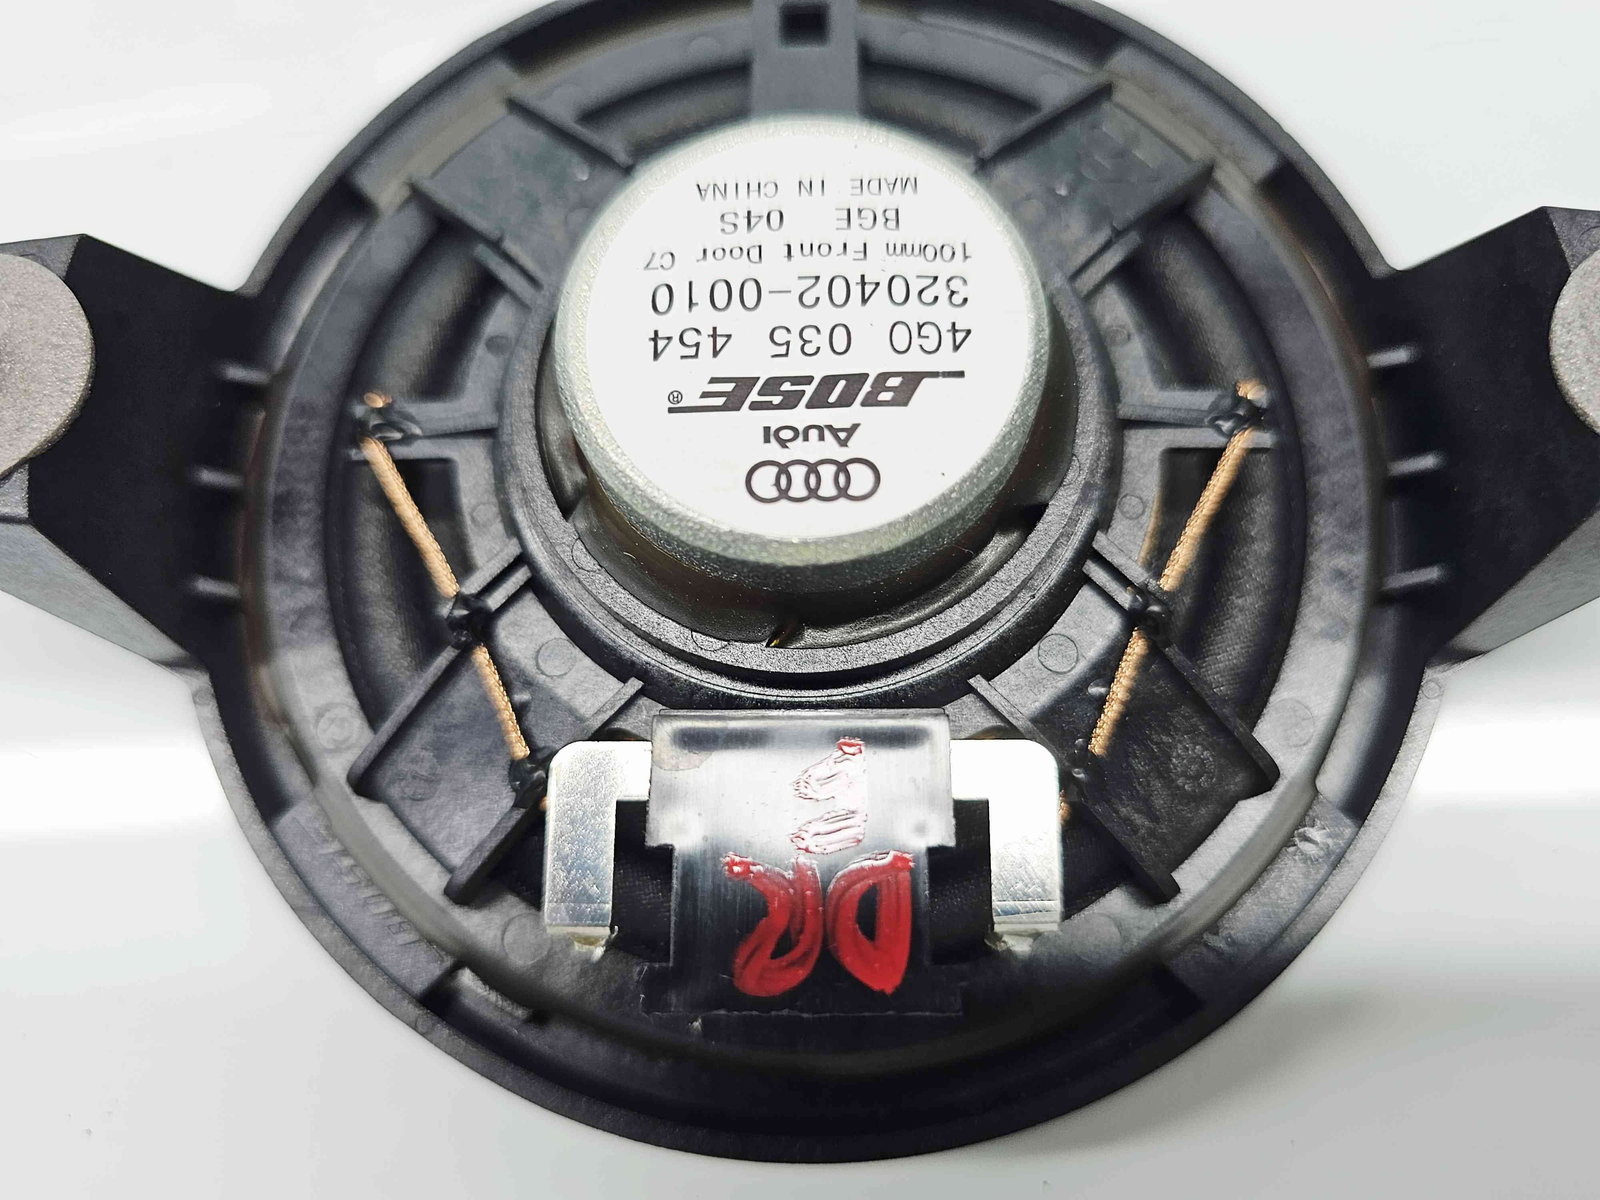 Audi
BOSE®
4G0 035 454
320402-0010
100mm Front Door C7
BGE 04S
MADE IN CHINA
DR